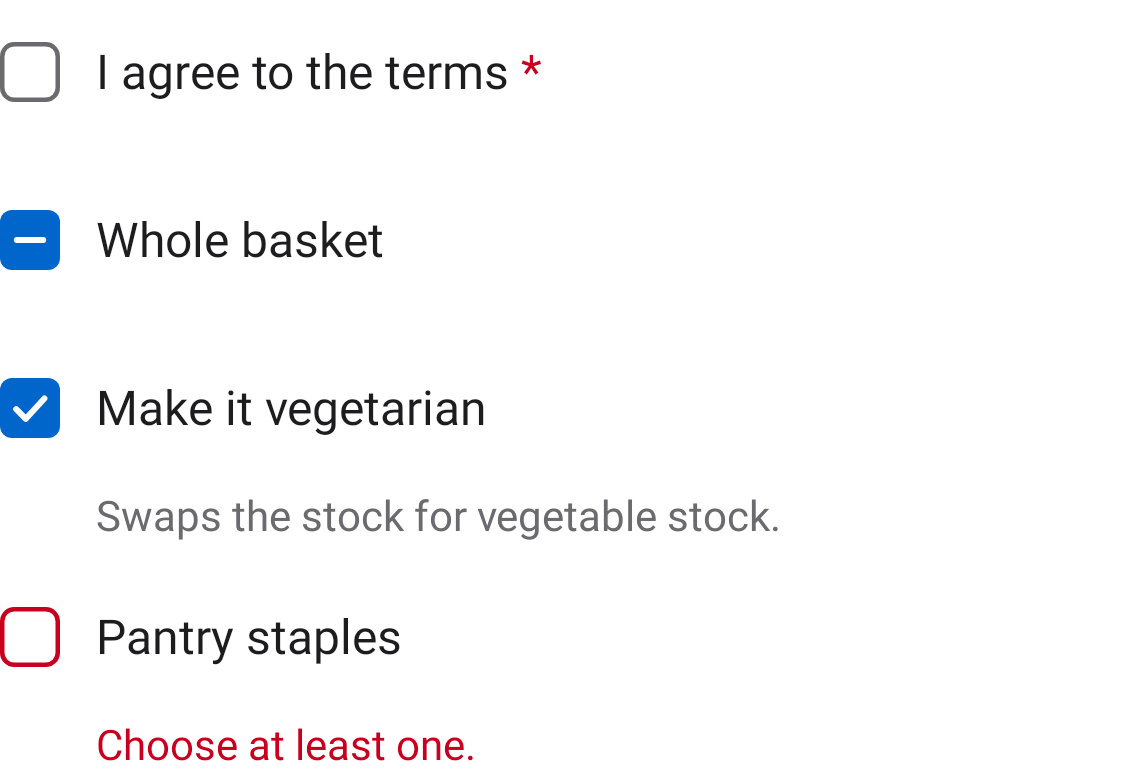 I agree to the terms *
Whole basket
Make it vegetarian
Swaps the stock for vegetable stock.
Pantry staples
Choose at least one.